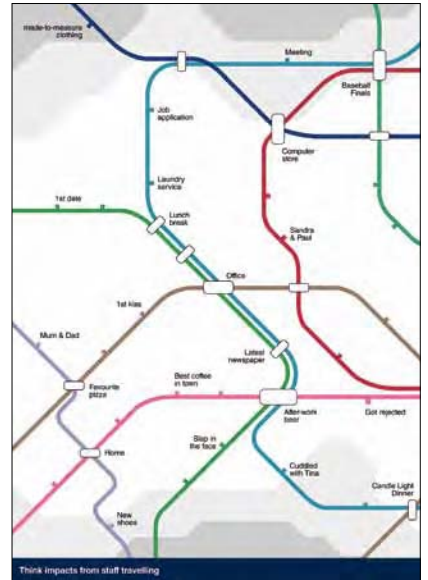 made-to-measure
clothing
Meeting
Baseball
Finals
Job
application
Computer
store
Laundry
service
1st date
Lunch
break
Sandra
& Paul
Office
1st kiss
Mum & Dad
Latest
newspaper
Favourite
pizza
Best coffee
in town
After-work
beer
Got rejected
Slap in
the face
Home
Cuddled
with Tina
Candle Light
Dinner
New
shoes
Think impacts from staff travelling